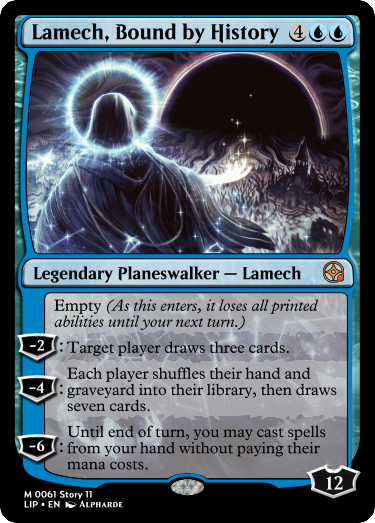 Lamech, Bound by History 4
Legendary Planeswalker — Lamech
Empty (As this enters, it loses all printed
abilities until your next turn.)
-2: Target player draws three cards.
-4: Each player shuffles their hand and
graveyard into their library, then draws
seven cards.
-6: Until end of turn, you may cast spells
from your hand without paying their
mana costs.
12
M 0061 Story 11
LIP • EN Alpharde